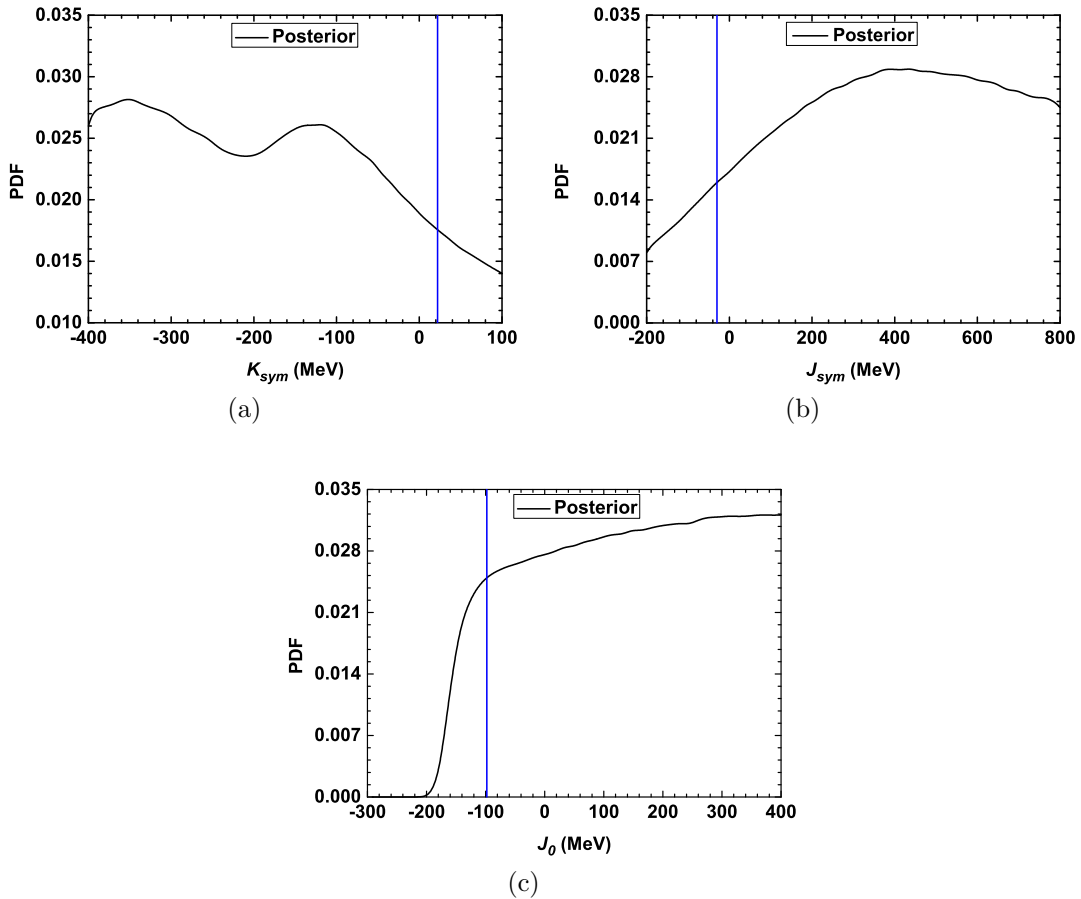 0.035
0.030
0.025
0.020
0.015
0.010
PDF
Posterior
-400 -300 -200 -100 0 100
K_sym (MeV)
(a)
0.035
0.028
0.021
0.014
0.007
0.000
PDF
Posterior
-200 0 200 400 600 800
J_sym (MeV)
(b)
0.035
0.028
0.021
0.014
0.007
0.000
PDF
Posterior
-300 -200 -100 0 100 200 300 400
J_0 (MeV)
(c)